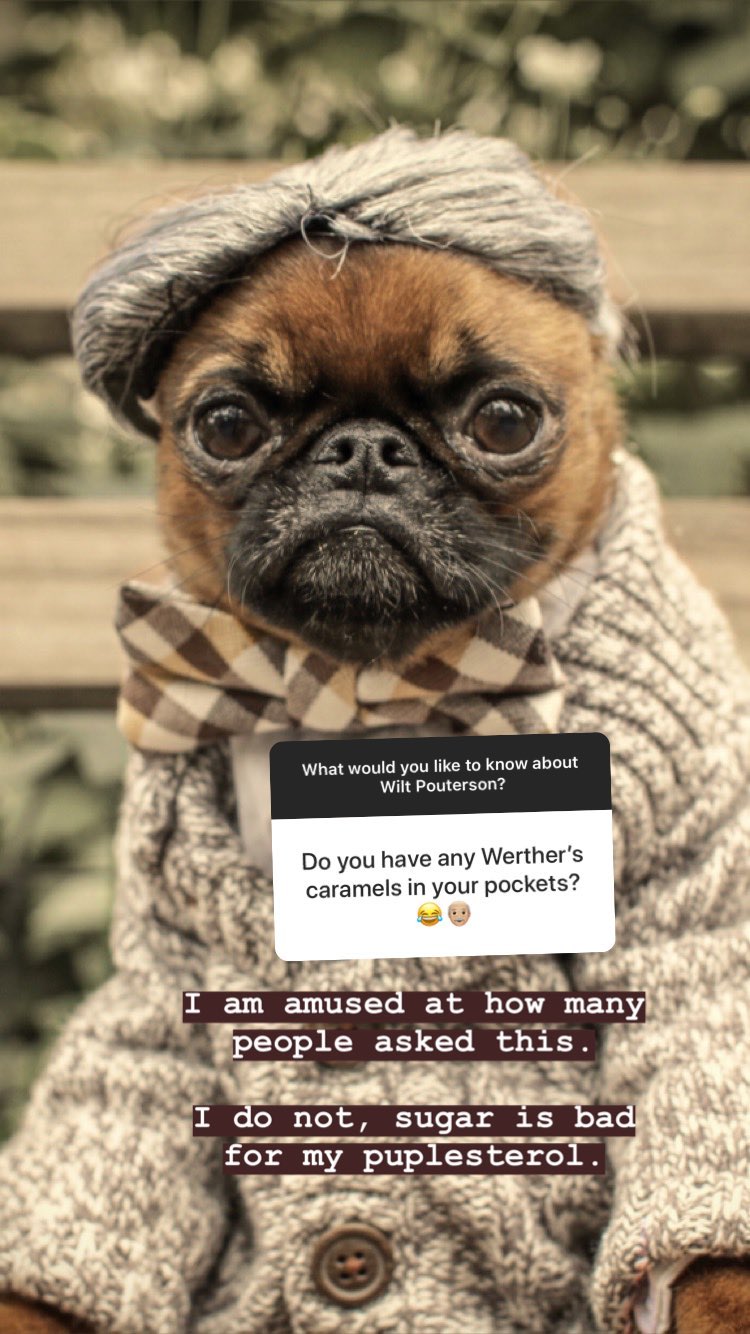 What would you like to know about
Wilt Pouterson?
Do you have any Werther’s
caramels in your pockets?
😂👴🏼
I am amused at how many
people asked this.
I do not, sugar is bad
for my puplesterol.